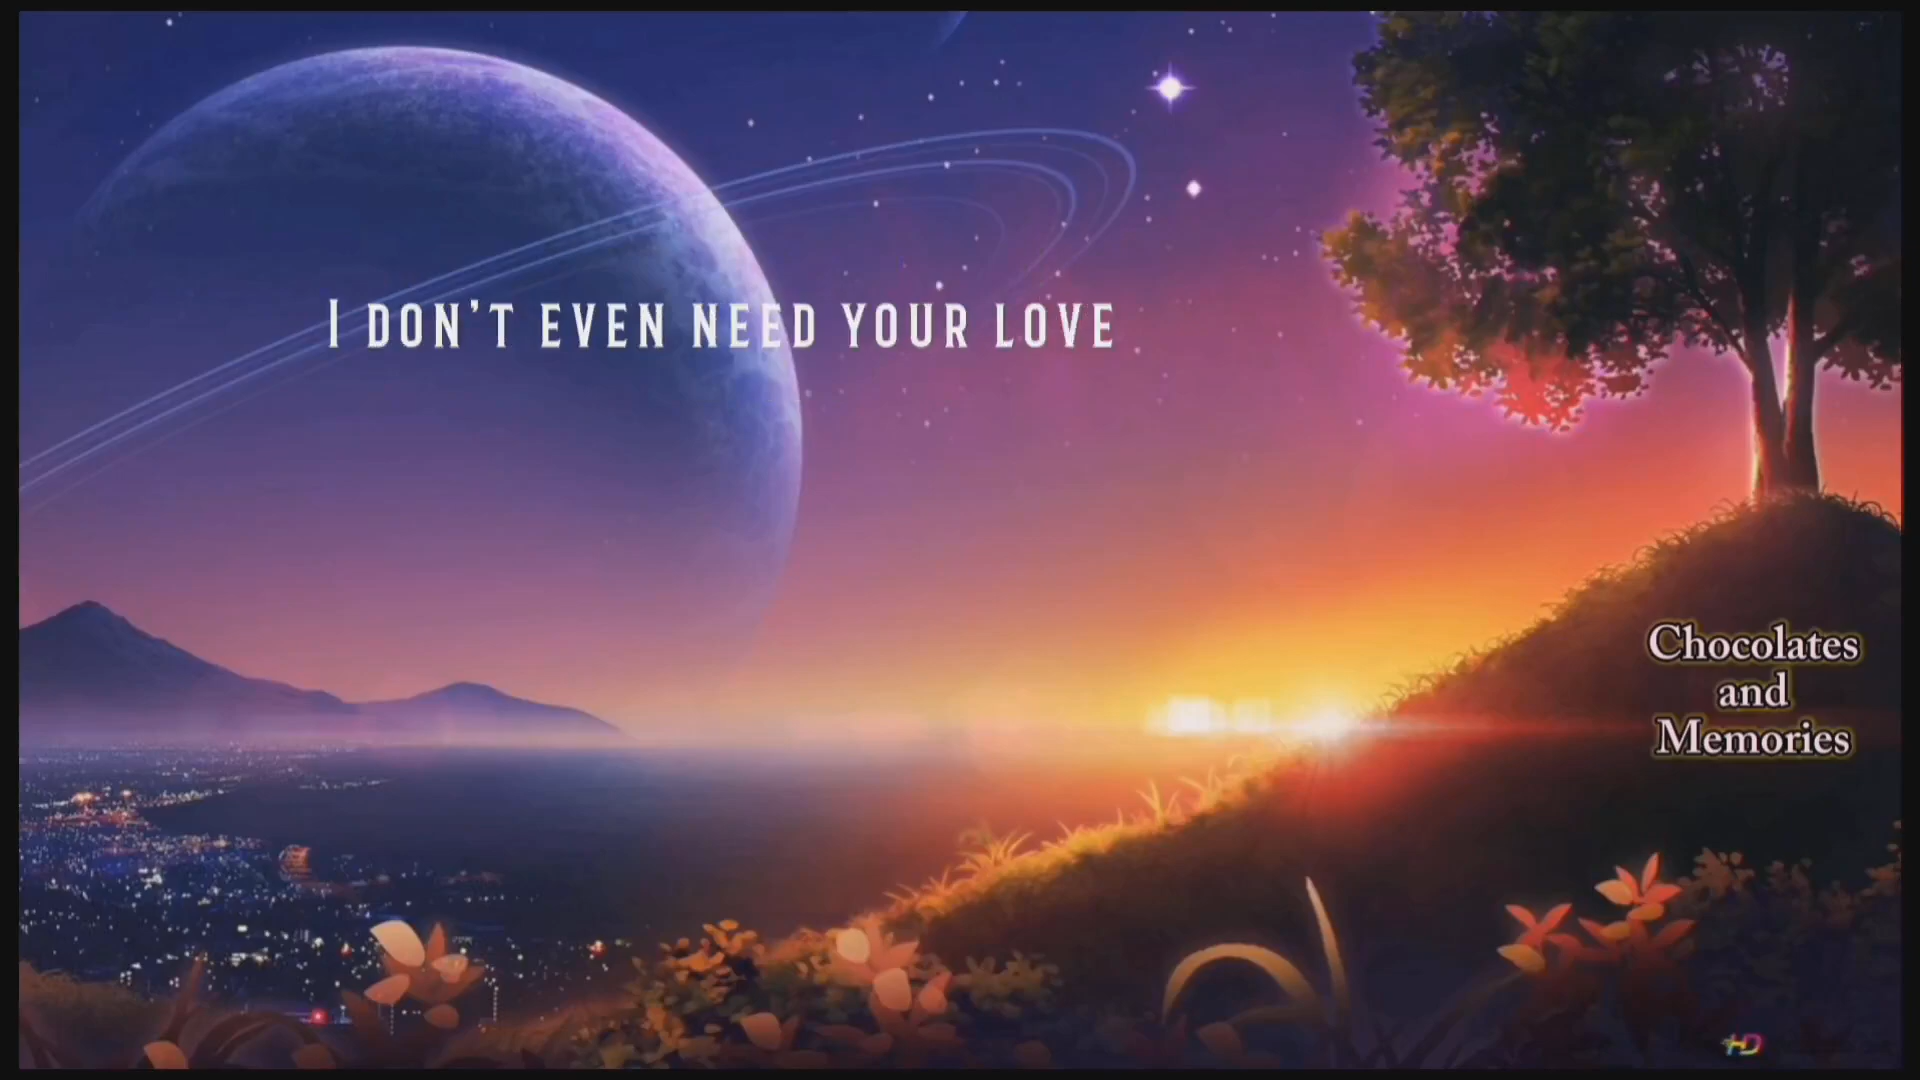 I DON'T EVEN NEED YOUR LOVE
Chocolates
and
Memories
HD